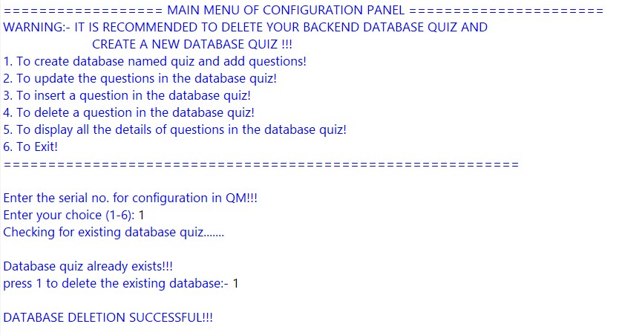 ================== MAIN MENU OF CONFIGURATION PANEL ======================
WARNING:- IT IS RECOMMENDED TO DELETE YOUR BACKEND DATABASE QUIZ AND
CREATE A NEW DATABASE QUIZ !!!
1. To create database named quiz and add questions!
2. To update the questions in the database quiz!
3. To insert a question in the database quiz!
4. To delete a question in the database quiz!
5. To display all the details of questions in the database quiz!
6. To Exit!
===========================================================
Enter the serial no. for configuration in QM!!!
Enter your choice (1-6): 1
Checking for existing database quiz.......
Database quiz already exists!!!
press 1 to delete the existing database:- 1
DATABASE DELETION SUCCESSFUL!!!